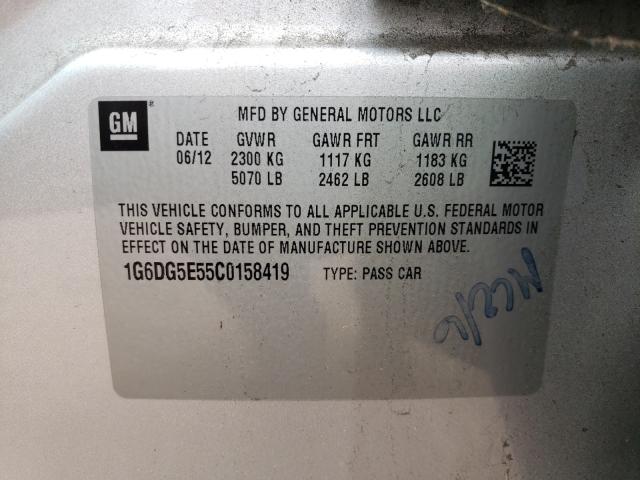 GM
MFD BY GENERAL MOTORS LLC
DATE GVWR GAWR FRT GAWR RR
06/12 2300 KG 1117 KG 1183 KG
5070 LB 2462 LB 2608 LB
THIS VEHICLE CONFORMS TO ALL APPLICABLE U.S. FEDERAL MOTOR
VEHICLE SAFETY, BUMPER, AND THEFT PREVENTION STANDARDS IN
EFFECT ON THE DATE OF MANUFACTURE SHOWN ABOVE.
1G6DG5E55C0158419 TYPE: PASS CAR